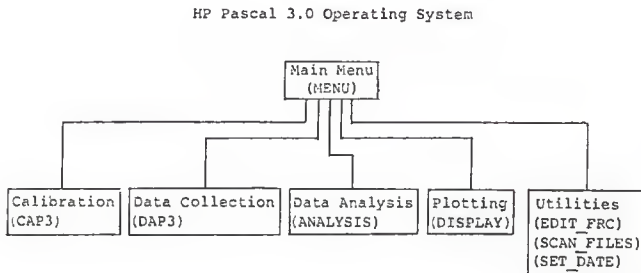 HP Pascal 3.0 Operating System
Main Menu
(MENU)
Calibration
(CAP3)
Data Collection
(DAP3)
Data Analysis
(ANALYSIS)
Plotting
(DISPLAY)
Utilities
(EDIT_FRC)
(SCAN_FILES)
(SET_DATE)